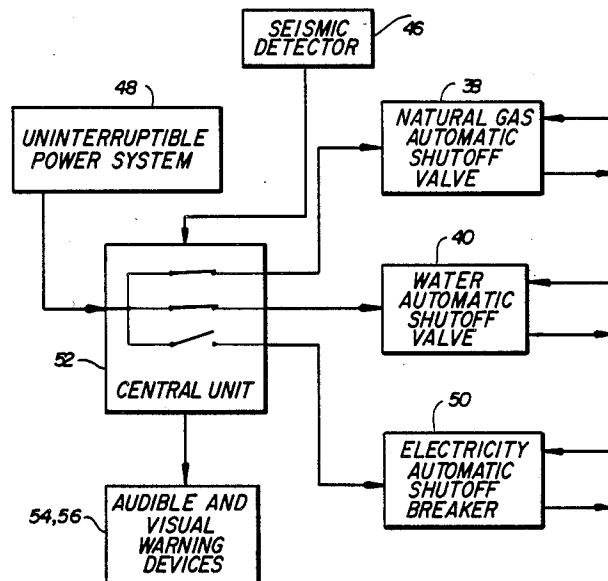 SEISMIC
DETECTOR
46
48
UNINTERRUPTIBLE
POWER SYSTEM
38
NATURAL GAS
AUTOMATIC
SHUTOFF
VALVE
40
WATER
AUTOMATIC
SHUTOFF
VALVE
52
CENTRAL UNIT
50
ELECTRICITY
AUTOMATIC
SHUTOFF
BREAKER
54,56
AUDIBLE AND
VISUAL
WARNING
DEVICES